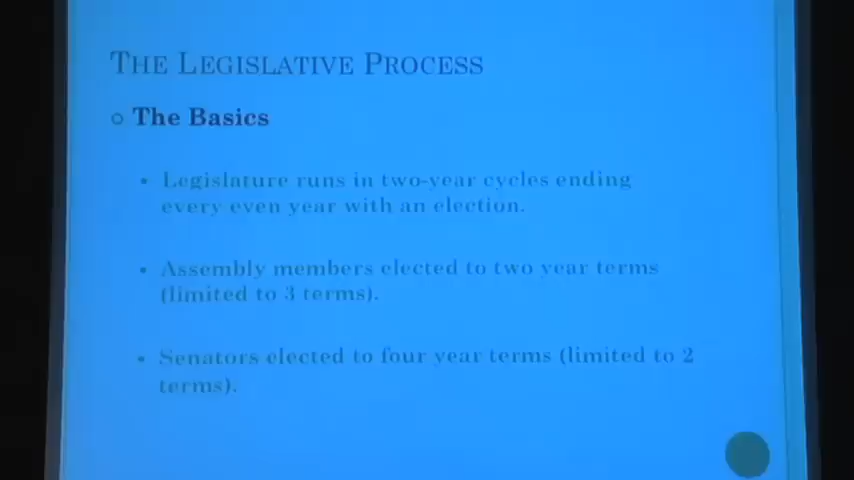 THE LEGISLATIVE PROCESS
The Basics
Legislature runs in two-year cycles ending
every even year with an election.
Assembly members elected to two year terms
(limited to 3 terms).
Senators elected to four year terms (limited to 2
terms).